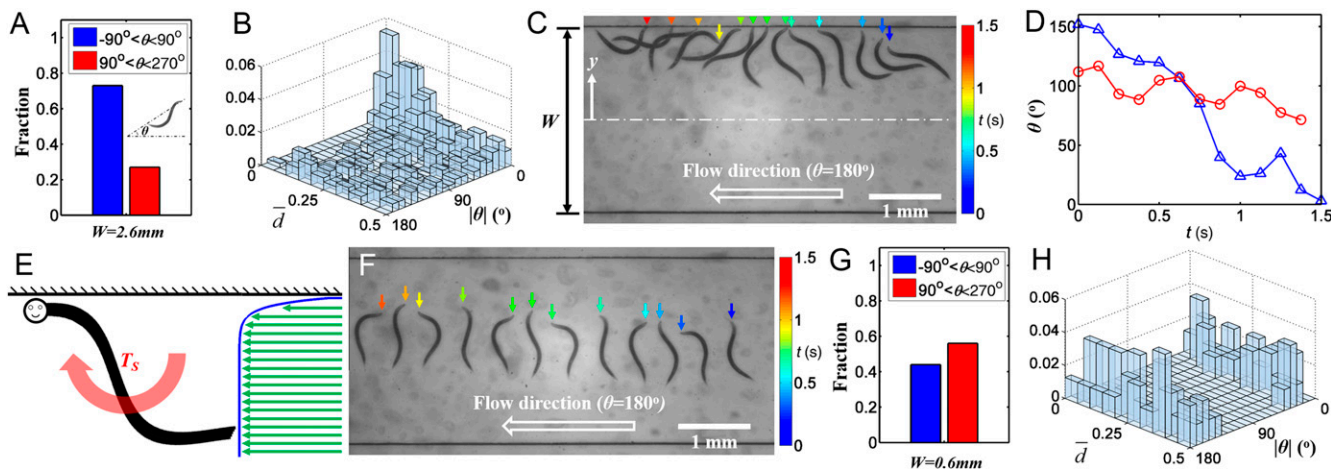 A
1
0.8
0.6
0.4
0.2
0
Fraction
-90°<θ<90°
90°<θ<270°
θ
W=2.6mm
B
0.06
0.04
0.02
0
0
0.25
0.5
d̅
180
90
0
|θ| (°)
C
W
y
Flow direction (θ=180°)
1 mm
1.5
1
t (s)
0.5
0
D
150
100
50
0
θ (°)
0
0.5
1
1.5
t (s)
E
T_S
F
Flow direction (θ=180°)
1 mm
1.5
1
t (s)
0.5
0
G
1
0.8
0.6
0.4
0.2
0
Fraction
-90°<θ<90°
90°<θ<270°
W=0.6mm
H
0.06
0.04
0.02
0
0
0.25
0.5
d̅
180
90
0
|θ| (°)